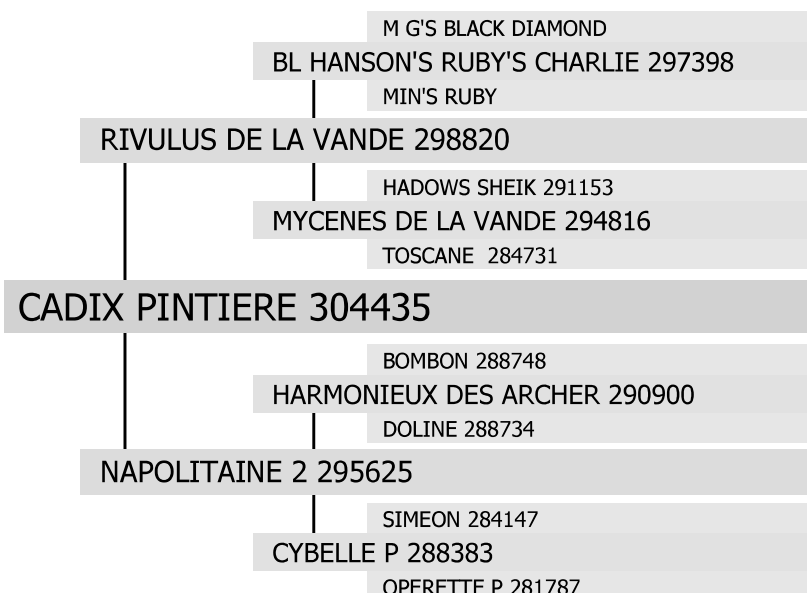 M G'S BLACK DIAMOND
BL HANSON'S RUBY'S CHARLIE 297398
MIN'S RUBY
RIVULUS DE LA VANDE 298820
HADOWS SHEIK 291153
MYCENES DE LA VANDE 294816
TOSCANE  284731
CADIX PINTIERE 304435
BOMBON 288748
HARMONIEUX DES ARCHER 290900
DOLINE 288734
NAPOLITAINE 2 295625
SIMEON 284147
CYBELLE P 288383
OPERETTE P 281787